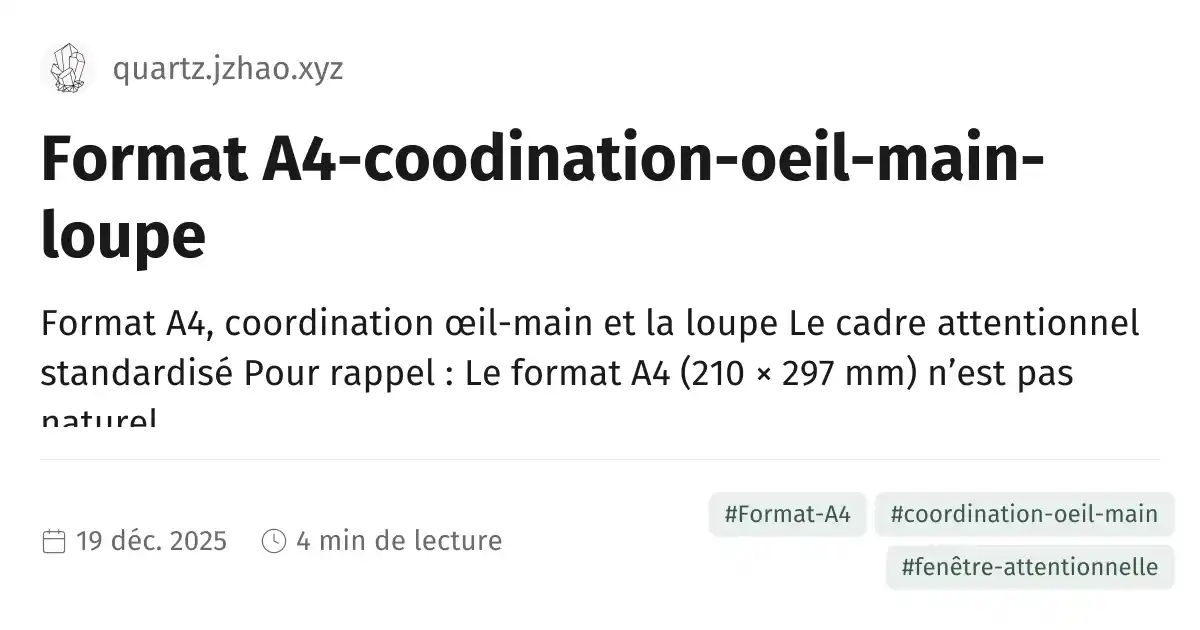 quartz.jzhao.xyz
Format A4-coodination-oeil-main-
loupe
Format A4, coordination œil-main et la loupe Le cadre attentionnel
standardisé Pour rappel : Le format A4 (210 × 297 mm) n’est pas
naturel
19 déc. 2025
4 min de lecture
#Format-A4
#coordination-oeil-main
#fenêtre-attentionnelle